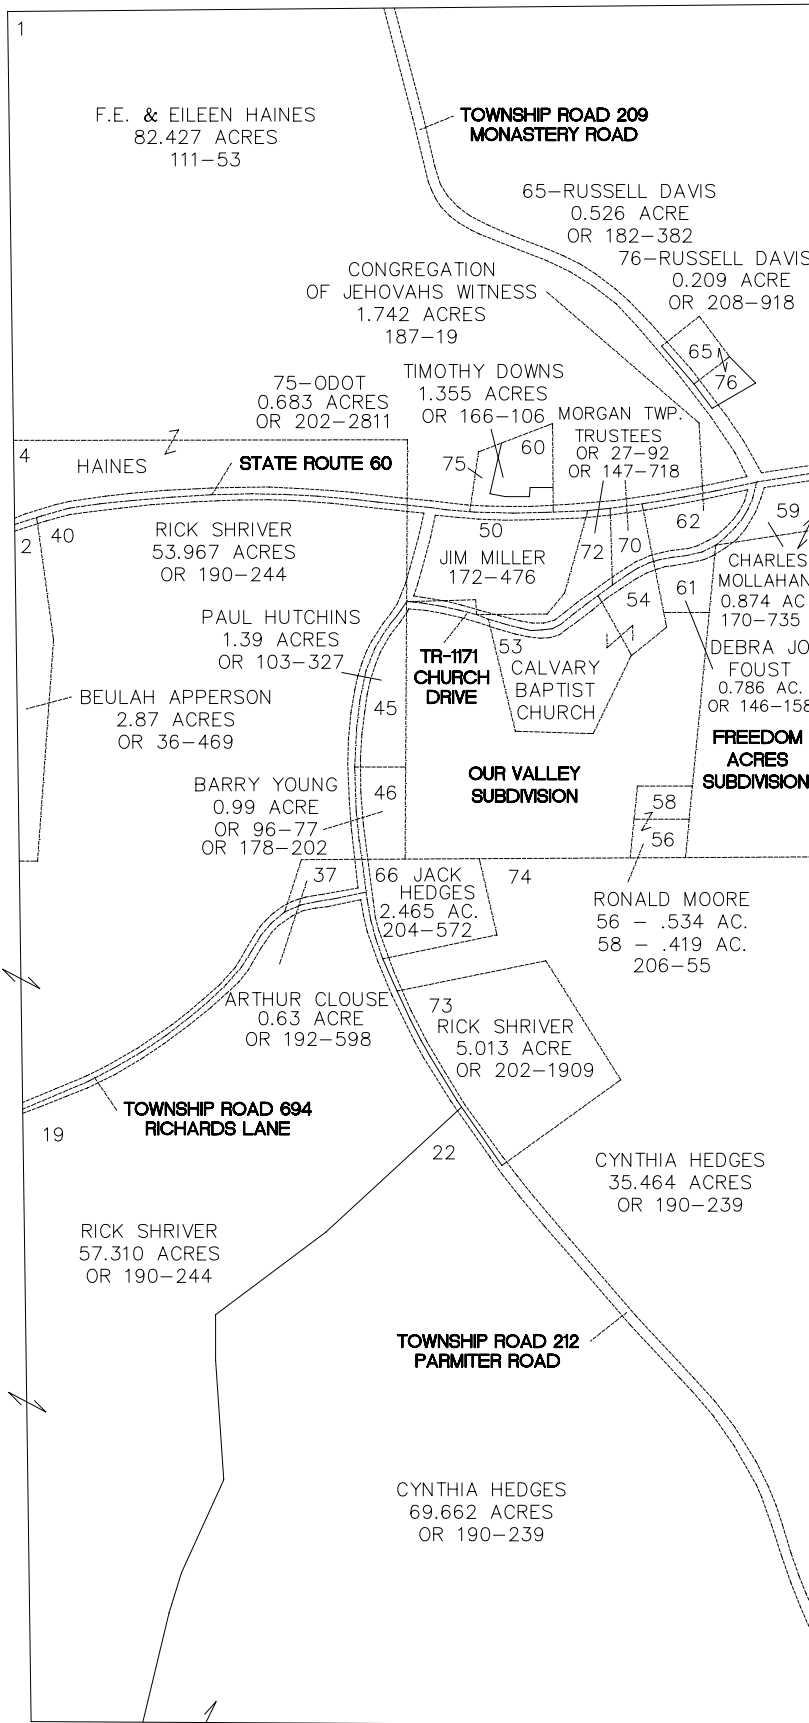 1
F.E. & EILEEN HAINES
82.427 ACRES
111-53
TOWNSHIP ROAD 209
MONASTERY ROAD
65-RUSSELL DAVIS
0.526 ACRE
OR 182-382
76-RUSSELL DAVIS
0.209 ACRE
OR 208-918
CONGREGATION
OF JEHOVAHS WITNESS
1.742 ACRES
187-19
65
76
TIMOTHY DOWNS
1.355 ACRES
OR 166-106
75-ODOT
0.683 ACRES
OR 202-2811
MORGAN TWP.
TRUSTEES
OR 27-92
OR 147-718
60
75
4
HAINES
STATE ROUTE 60
59
62
50
40
2
RICK SHRIVER
53.967 ACRES
OR 190-244
JIM MILLER
172-476
72
70
CHARLES
MOLLAHAN
0.874 AC
170-735
61
54
PAUL HUTCHINS
1.39 ACRES
OR 103-327
53
TR-1171
CHURCH
DRIVE
CALVARY
BAPTIST
CHURCH
DEBRA JO
FOUST
0.786 AC.
OR 146-158
BEULAH APPERSON
2.87 ACRES
OR 36-469
45
FREEDOM
ACRES
SUBDIVISION
OUR VALLEY
SUBDIVISION
BARRY YOUNG
0.99 ACRE
OR 96-77
OR 178-202
46
58
56
37
66 JACK
HEDGES
2.465 AC.
204-572
74
RONALD MOORE
56 - .534 AC.
58 - .419 AC.
206-55
ARTHUR CLOUSE
0.63 ACRE
OR 192-598
73
RICK SHRIVER
5.013 ACRE
OR 202-1909
TOWNSHIP ROAD 694
RICHARDS LANE
19
22
CYNTHIA HEDGES
35.464 ACRES
OR 190-239
RICK SHRIVER
57.310 ACRES
OR 190-244
TOWNSHIP ROAD 212
PARMITER ROAD
CYNTHIA HEDGES
69.662 ACRES
OR 190-239